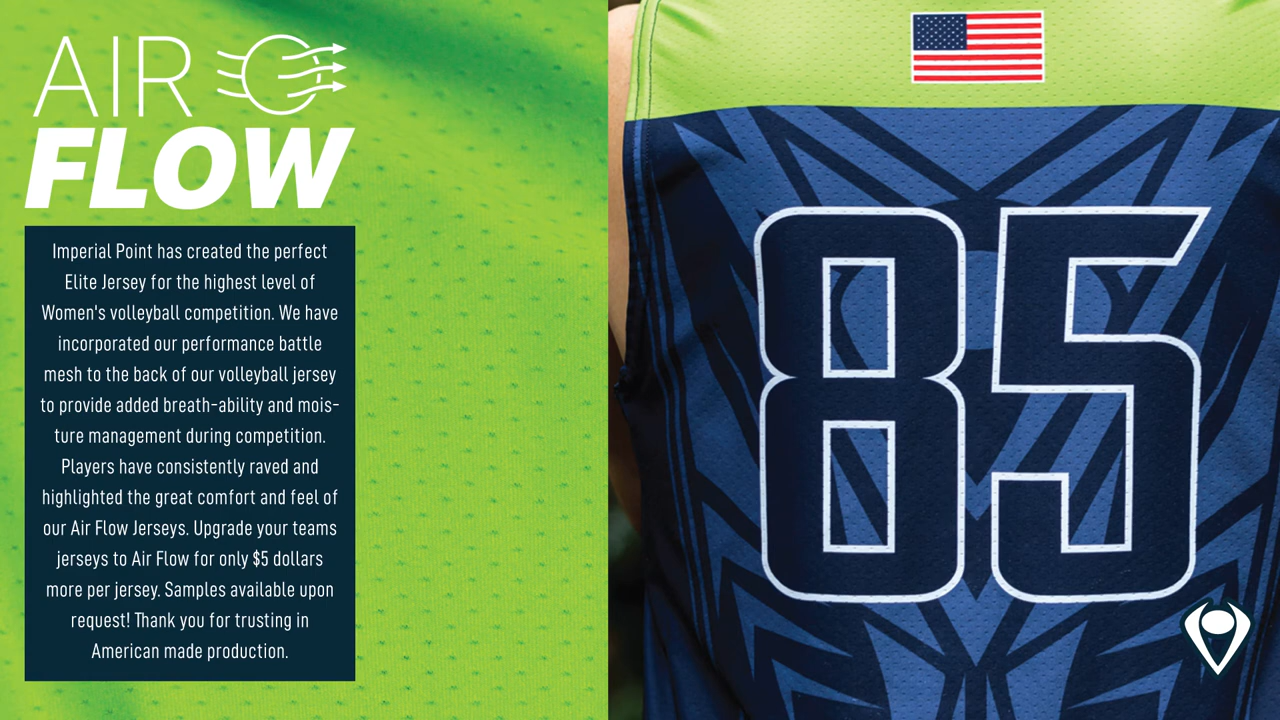 AIR
FLOW
Imperial Point has created the perfect
Elite Jersey for the highest level of
Women's volleyball competition. We have
incorporated our performance battle
mesh to the back of our volleyball jersey
to provide added breath-ability and mois-
ture management during competition.
Players have consistently raved and
highlighted the great comfort and feel of
our Air Flow Jerseys. Upgrade your teams
jerseys to Air Flow for only $5 dollars
more per jersey. Samples available upon
request! Thank you for trusting in
American made production.
85